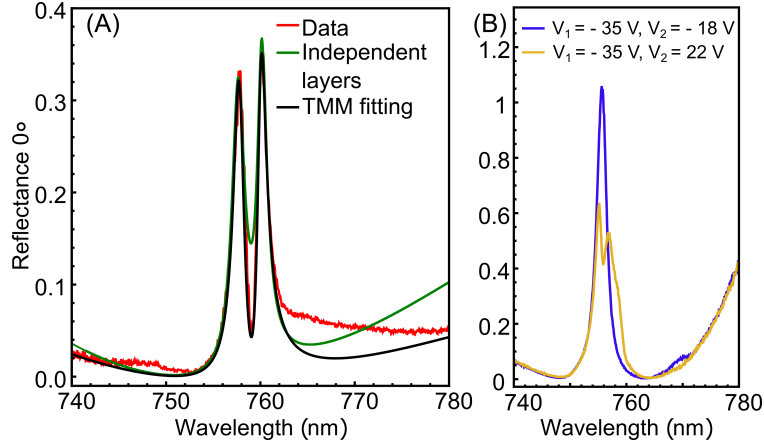 (A)
Data
Independent
layers
TMM fitting
Reflectance 0°
0.4
0.3
0.2
0.1
0.0
740 750 760 770 780
Wavelength (nm)
(B)
V1 = - 35 V, V2 = - 18 V
V1 = - 35 V, V2 = 22 V
1.2
1
0.8
0.6
0.4
0.2
0
740 760 780
Wavelength (nm)